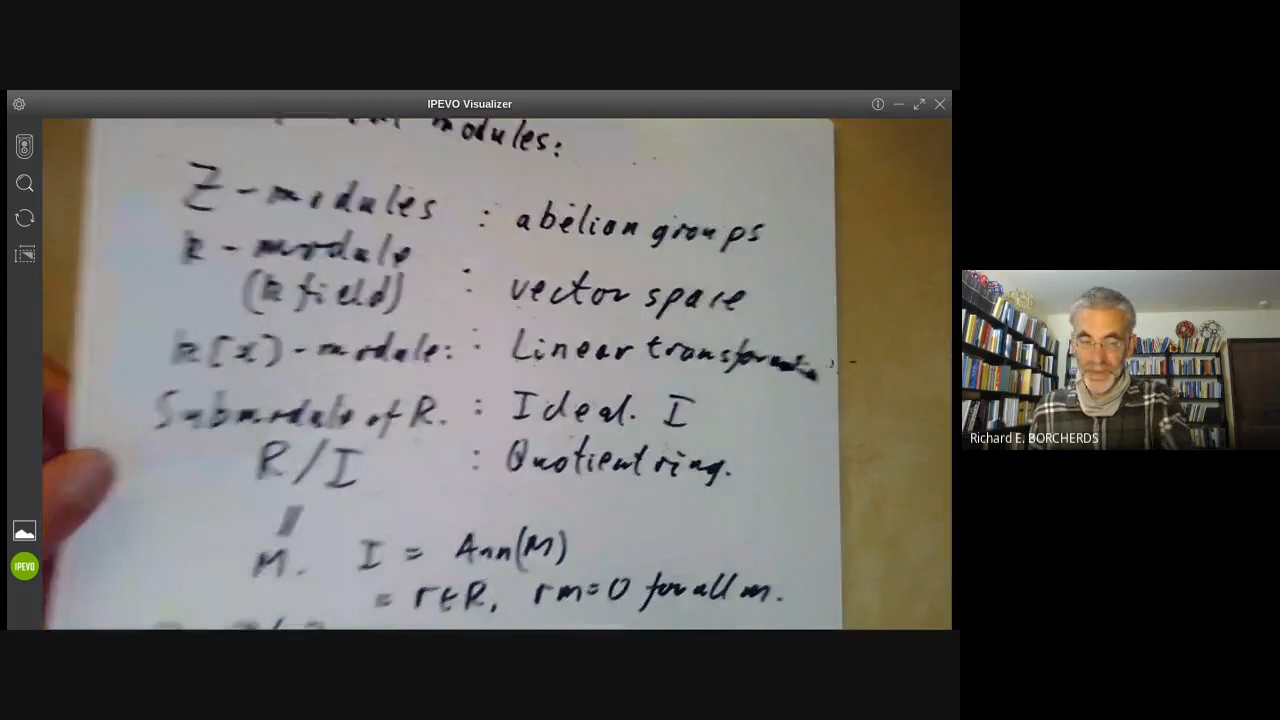 IPEVO Visualizer
modules:
Z - modules : abelian groups
k - module
(k field) : vector space
k[x] - module: : Linear transformation
Submodule of R. : Ideal. I
R/I : Quotient ring.
||
M. I = Ann(M)
= r∈R, rm=0 for all m.
IPEVO
Richard E. BORCHERDS